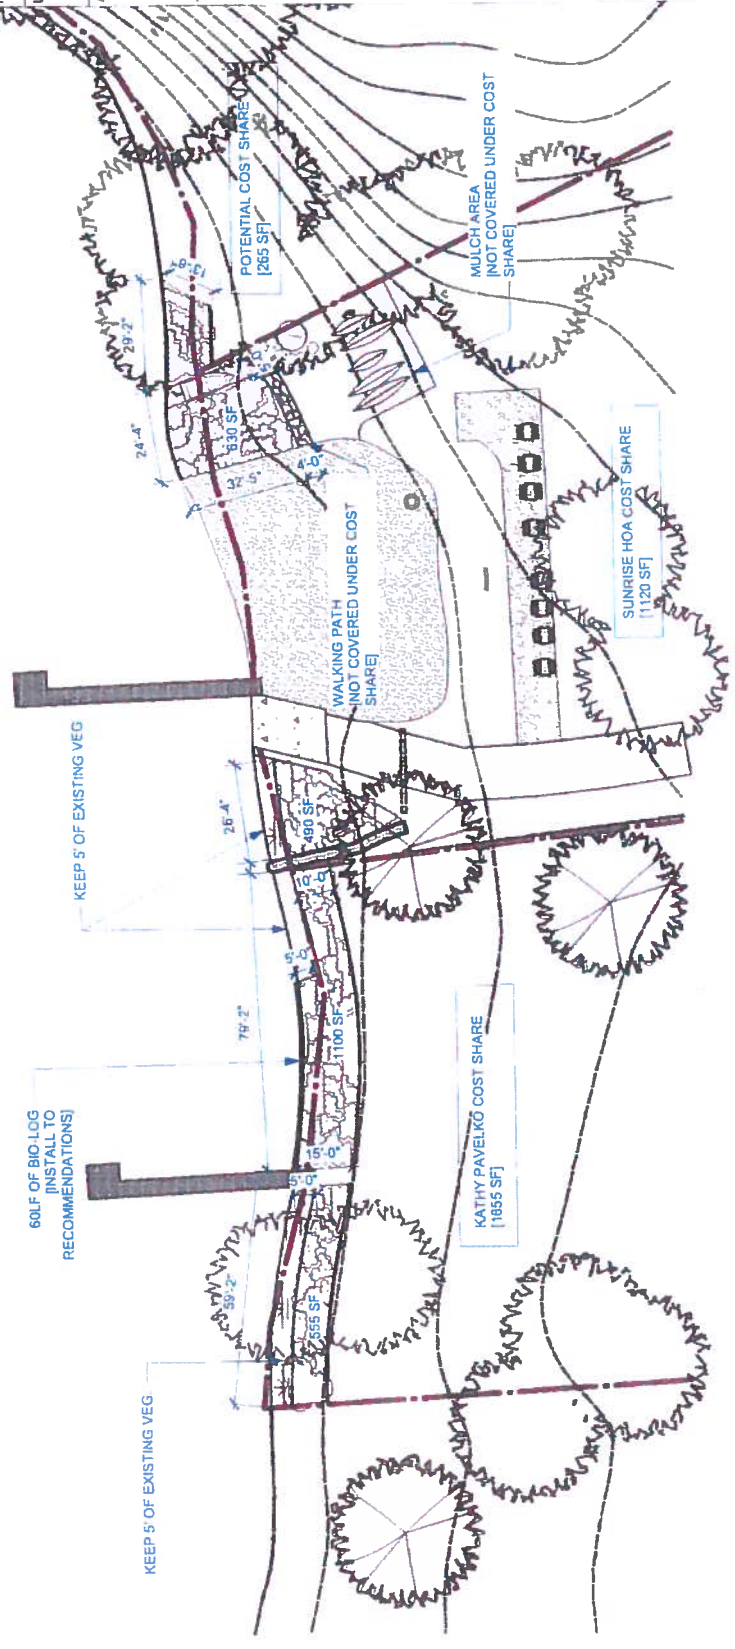 POTENTIAL COST SHARE
[265 SF]
MULCH AREA
[NOT COVERED UNDER COST
SHARE]
13'-8"
29'-2"
24'-4"
630 SF
5'-0"
4'-0"
32'-5"
WALKING PATH
[NOT COVERED UNDER COST
SHARE]
SUNRISE HOA COST SHARE
[1120 SF]
KEEP 5' OF EXISTING VEG
26'-4"
490 SF
5'-0"
79'-2"
1100 SF
60LF OF BIO-LOG
[INSTALL TO
RECOMMENDATIONS]
15'-0"
5'-0"
KATHY PAVELKO COST SHARE
[1655 SF]
59'-2"
555 SF
KEEP 5' OF EXISTING VEG